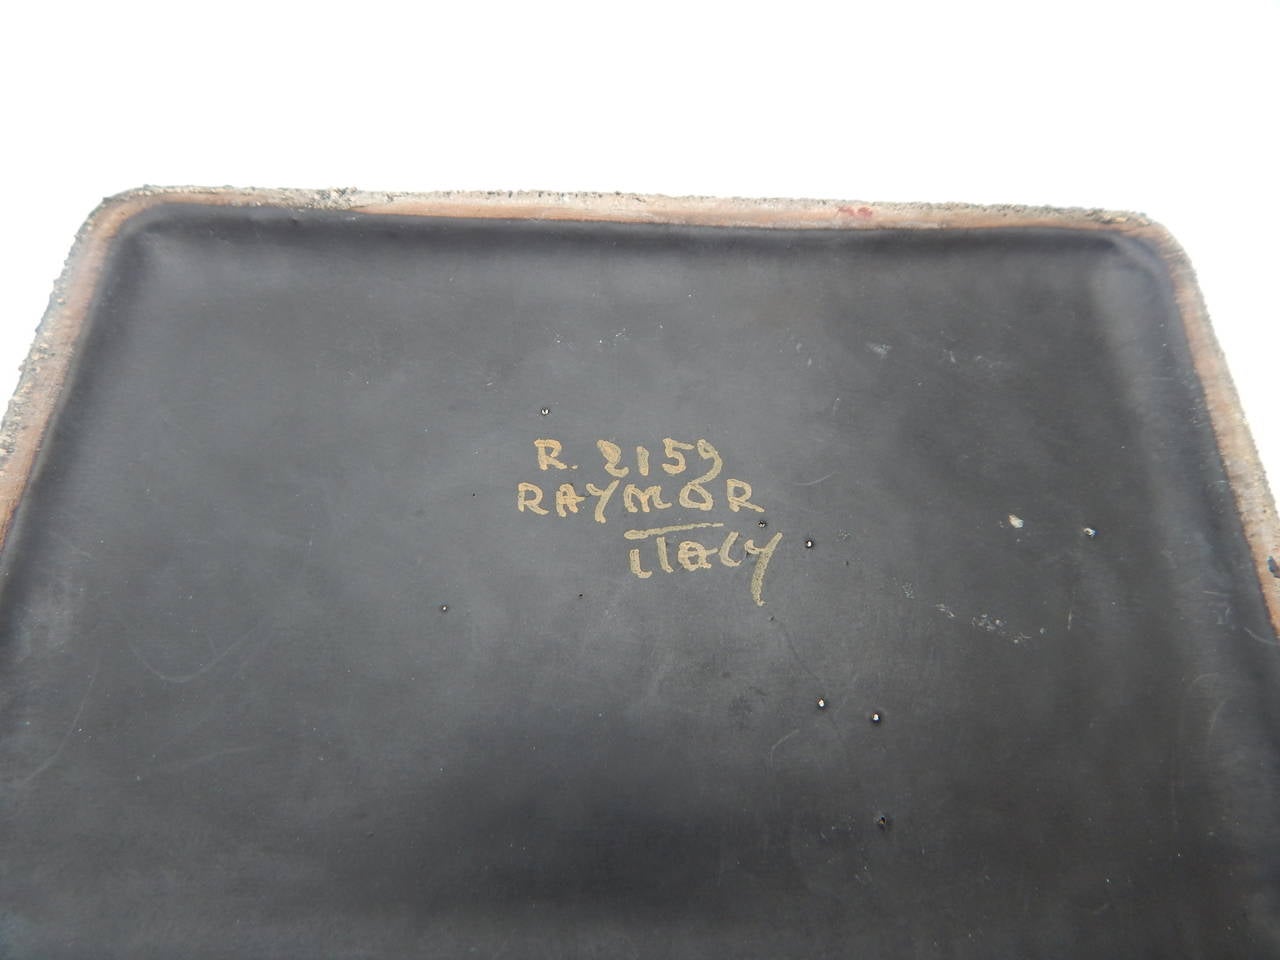 R. 2159
RAYMOR
iTaly